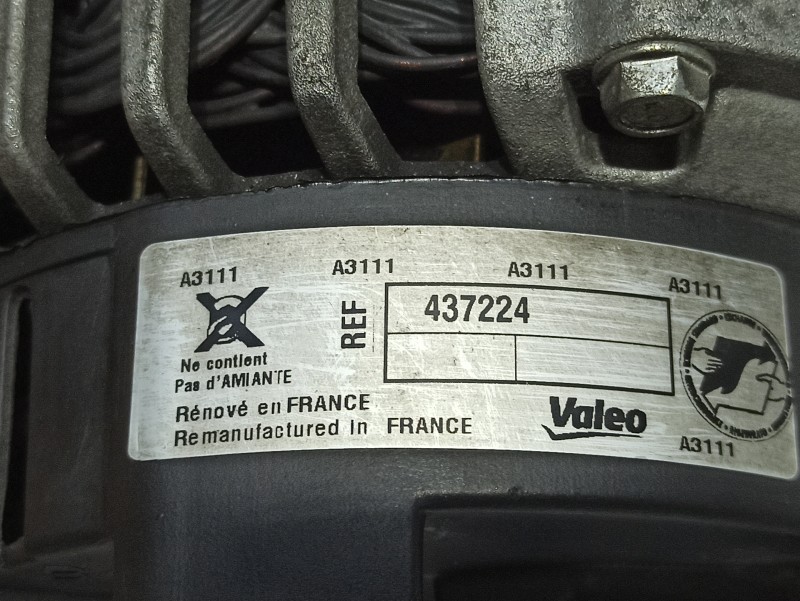 A3111 A3111 A3111 A3111
REF 437224
Ne contient
Pas d'AMIANTE
Rénové en FRANCE
Remanufactured In FRANCE
Valeo
A3111